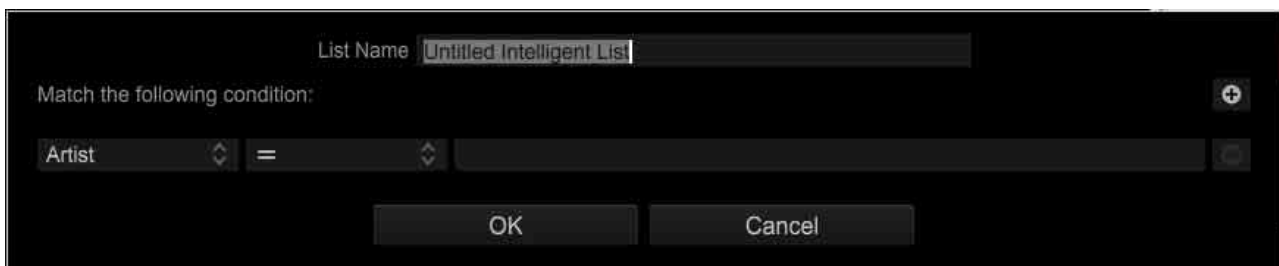 List Name Untitled Intelligent List
Match the following condition:
Artist =
OK Cancel